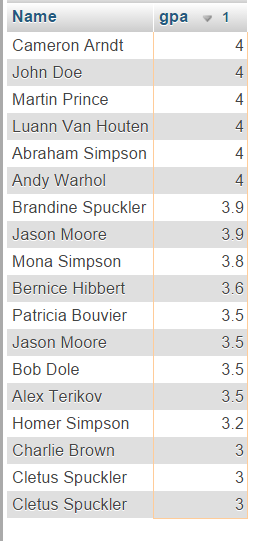 Name gpa 1
Cameron Arndt 4
John Doe 4
Martin Prince 4
Luann Van Houten 4
Abraham Simpson 4
Andy Warhol 4
Brandine Spuckler 3.9
Jason Moore 3.9
Mona Simpson 3.8
Bernice Hibbert 3.6
Patricia Bouvier 3.5
Jason Moore 3.5
Bob Dole 3.5
Alex Terikov 3.5
Homer Simpson 3.2
Charlie Brown 3
Cletus Spuckler 3
Cletus Spuckler 3